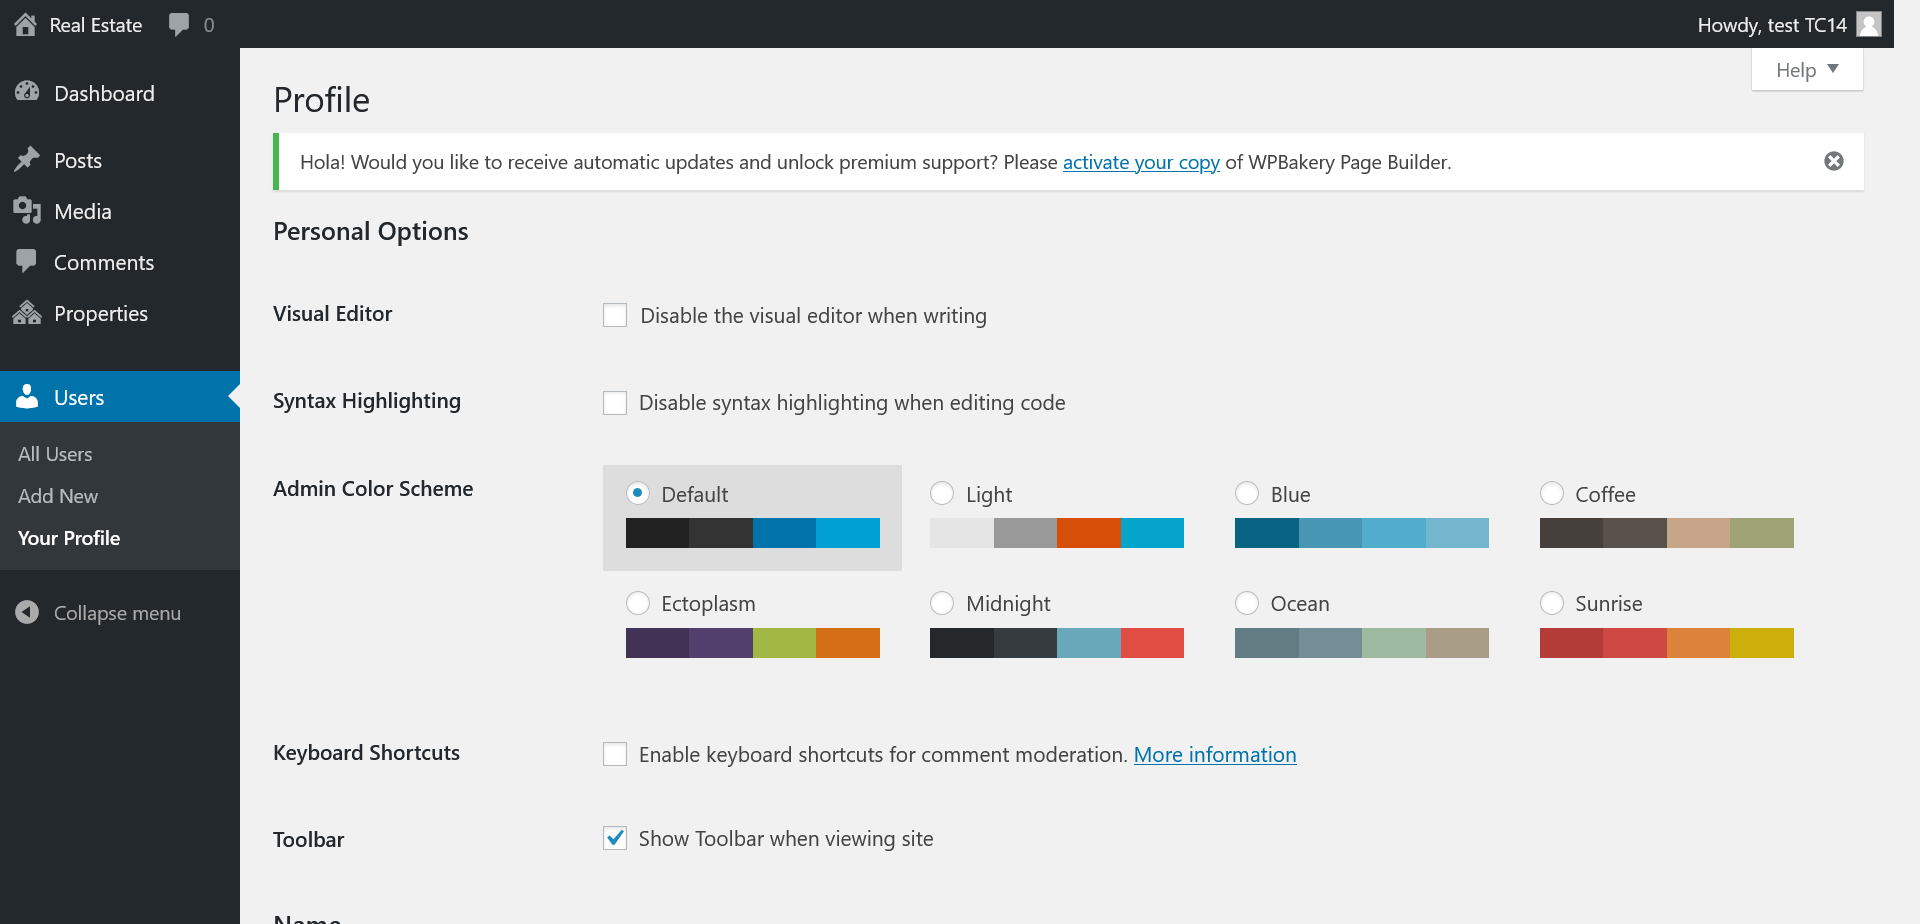 Real Estate
0
Howdy, test TC14
Help
Dashboard
Posts
Media
Comments
Properties
Users
All Users
Add New
Your Profile
Collapse menu
Profile
Hola! Would you like to receive automatic updates and unlock premium support? Please activate your copy of WPBakery Page Builder.
Personal Options
Visual Editor
Disable the visual editor when writing
Syntax Highlighting
Disable syntax highlighting when editing code
Admin Color Scheme
Default
Light
Blue
Coffee
Ectoplasm
Midnight
Ocean
Sunrise
Keyboard Shortcuts
Enable keyboard shortcuts for comment moderation. More information
Toolbar
Show Toolbar when viewing site
Name